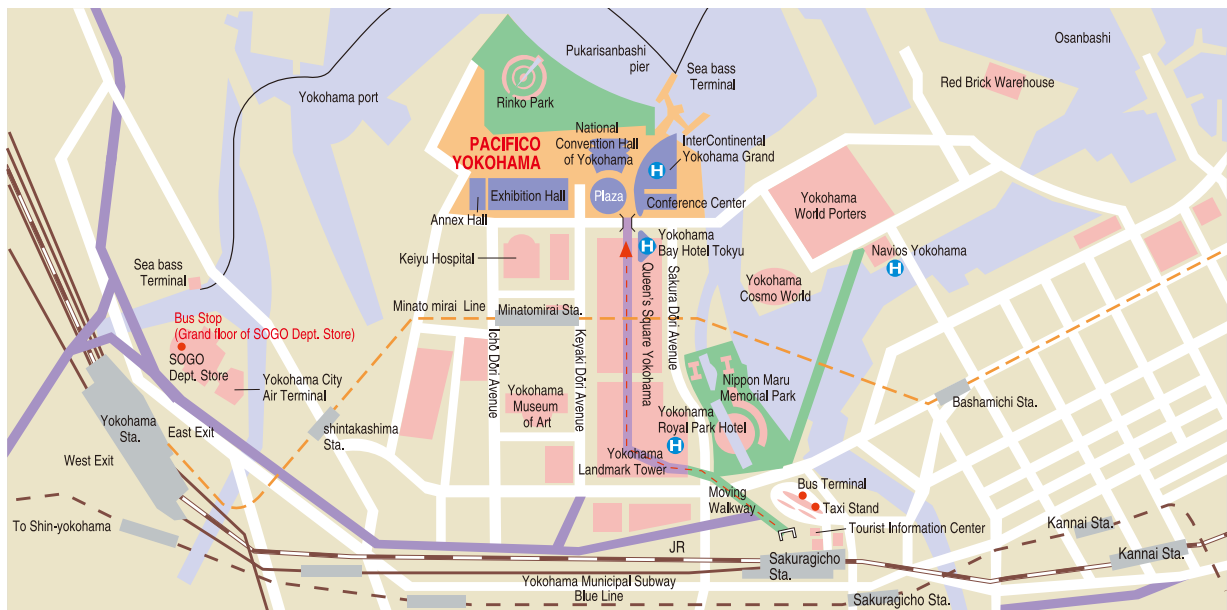 Osanbashi
Pukarisanbashi
pier
Sea bass
Terminal
Red Brick Warehouse
Yokohama port
Rinko Park
National
Convention Hall
of Yokohama
PACIFICO
YOKOHAMA
InterContinental
Yokohama Grand
H
Exhibition Hall
Plaza
Conference Center
Annex Hall
Yokohama
World Porters
Keiyu Hospital
H
Yokohama
Bay Hotel Tokyu
Navios Yokohama
H
Sea bass
Terminal
Yokohama
Cosmo World
Minato mirai Line
Minatomirai Sta.
Queen's Square Yokohama
Sakura Dōri Avenue
Bus Stop
(Grand floor of SOGO Dept. Store)
SOGO
Dept. Store
Ichō Dōri Avenue
Keyaki Dōri Avenue
Yokohama City
Air Terminal
Nippon Maru
Memorial Park
Bashamichi Sta.
Yokohama
Museum
of Art
Yokohama
Royal Park Hotel
H
Yokohama
Sta.
East Exit
shintakashima
Sta.
West Exit
Yokohama
Landmark Tower
Moving
Walkway
Bus Terminal
Taxi Stand
Tourist Information Center
To Shin-yokohama
Kannai Sta.
JR
Sakuragicho
Sta.
Kannai Sta.
Yokohama Municipal Subway
Blue Line
Sakuragicho Sta.